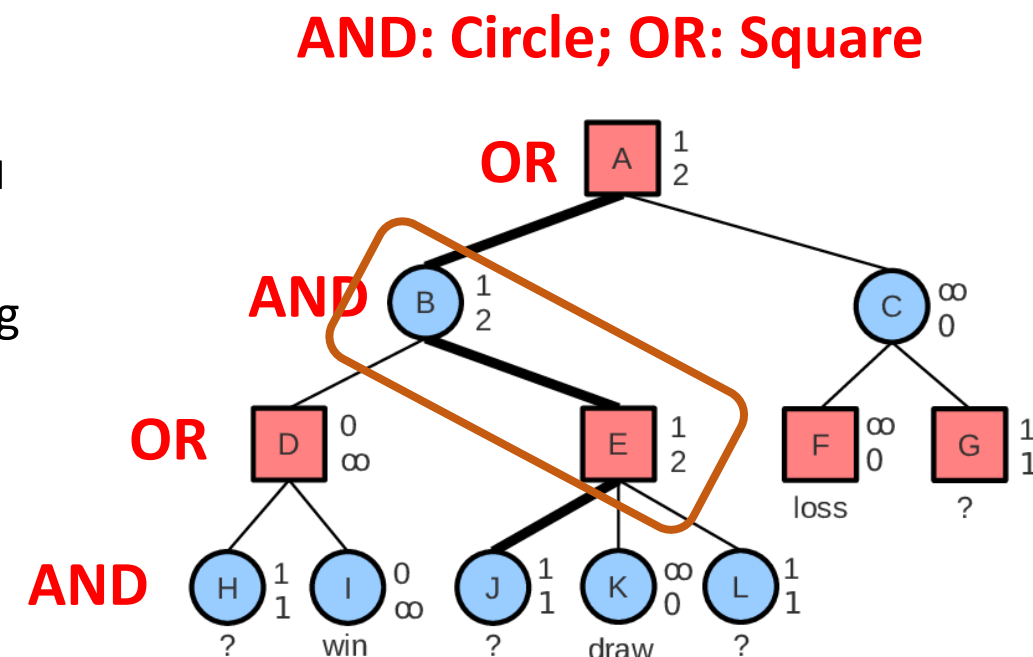 AND: Circle; OR: Square
OR A 1
2
g
AND B 1
2
C ∞
0
OR D 0
∞
E 1
2
F ∞
0
G 1
1
loss ?
AND H 1
1
I 0
∞
J 1
1
K ∞
0
L 1
1
? win ? draw ?